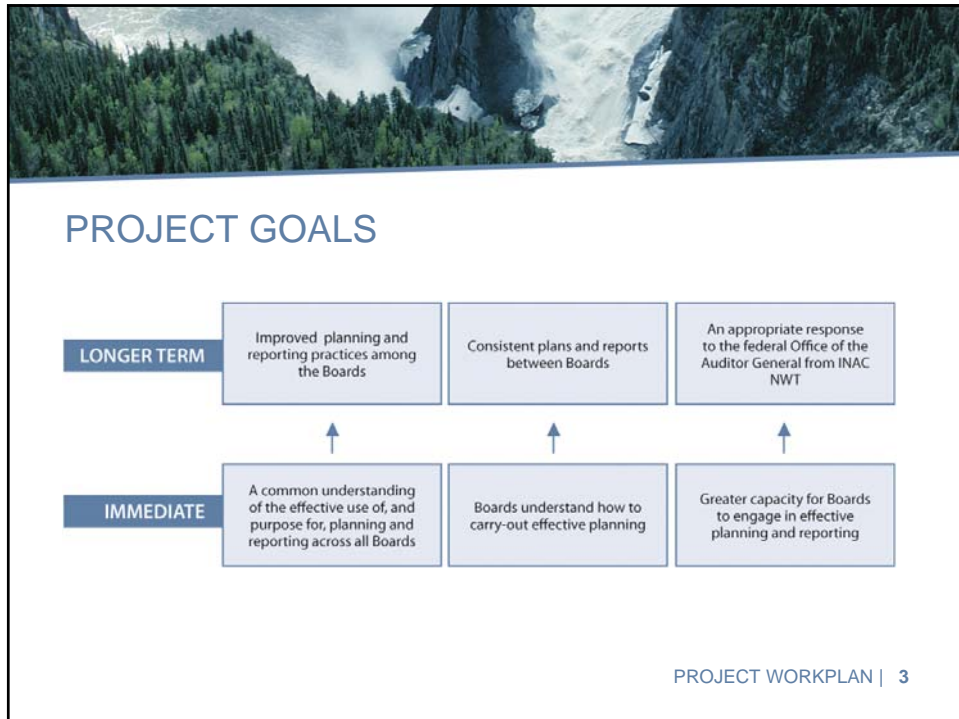 PROJECT GOALS
LONGER TERM
Improved planning and
reporting practices among
the Boards
Consistent plans and reports
between Boards
An appropriate response
to the federal Office of the
Auditor General from INAC
NWT
IMMEDIATE
A common understanding
of the effective use of, and
purpose for, planning and
reporting across all Boards
Boards understand how to
carry-out effective planning
Greater capacity for Boards
to engage in effective
planning and reporting
PROJECT WORKPLAN | 3